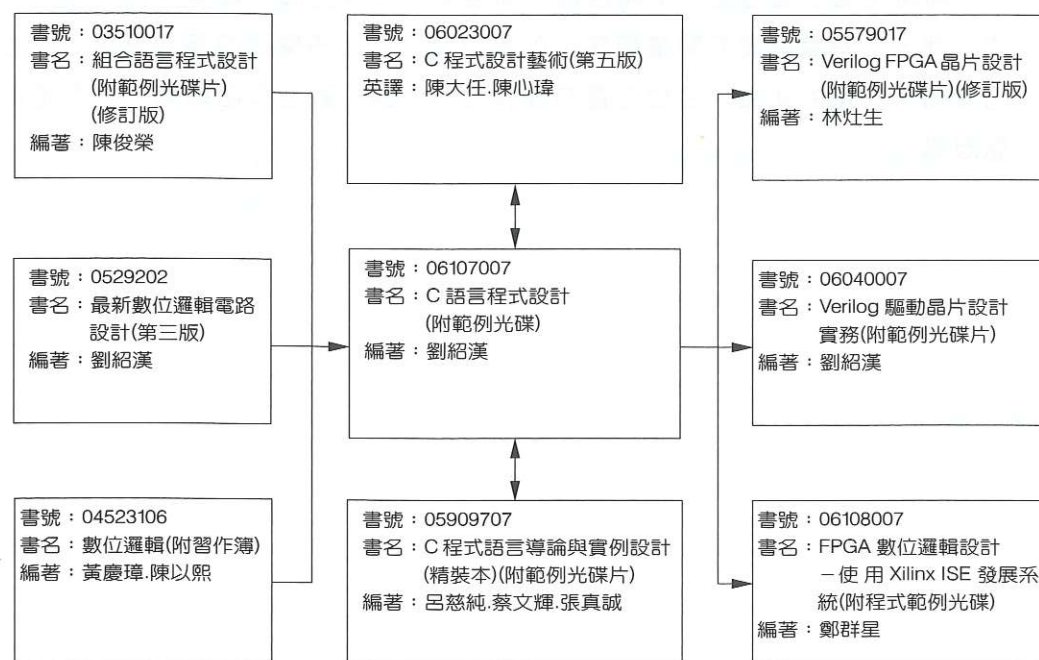 書號：03510017
書名：組合語言程式設計
(附範例光碟片)
(修訂版)
編著：陳俊榮
書號：0529202
書名：最新數位邏輯電路
設計(第三版)
編著：劉紹漢
書號：04523106
書名：數位邏輯(附習作簿)
編著：黃慶璋.陳以熙
書號：06023007
書名：C 程式設計藝術(第五版)
英譯：陳大任.陳心瑋
書號：06107007
書名：C 語言程式設計
(附範例光碟)
編著：劉紹漢
書號：05909707
書名：C 程式語言導論與實例設計
(精裝本)(附範例光碟片)
編著：呂慈純.蔡文輝.張真誠
書號：05579017
書名：Verilog FPGA 晶片設計
(附範例光碟片)(修訂版)
編著：林灶生
書號：06040007
書名：Verilog 驅動晶片設計
實務(附範例光碟片)
編著：劉紹漢
書號：06108007
書名：FPGA 數位邏輯設計
－使 用 Xilinx ISE 發展系
統(附程式範例光碟)
編著：鄭群星